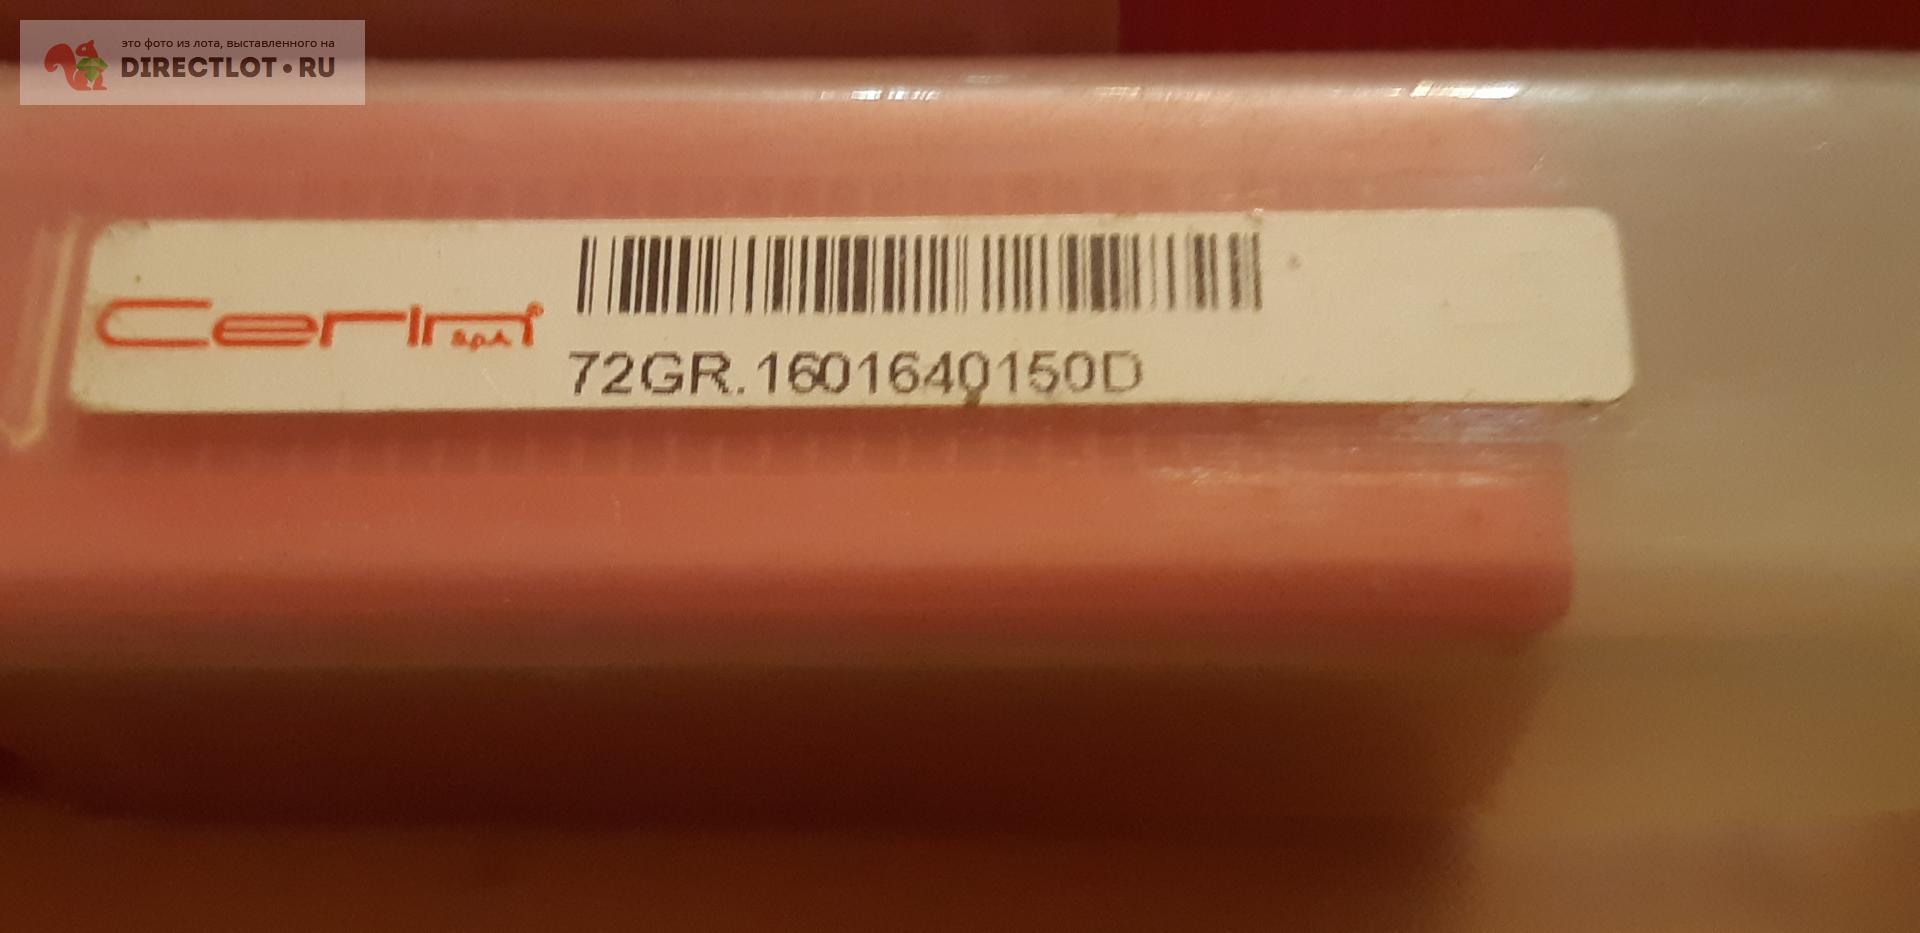 это фото из лота, выставленного на
DIRECTLOT•RU
Cerin s.p.a.
72GR.1601640150D